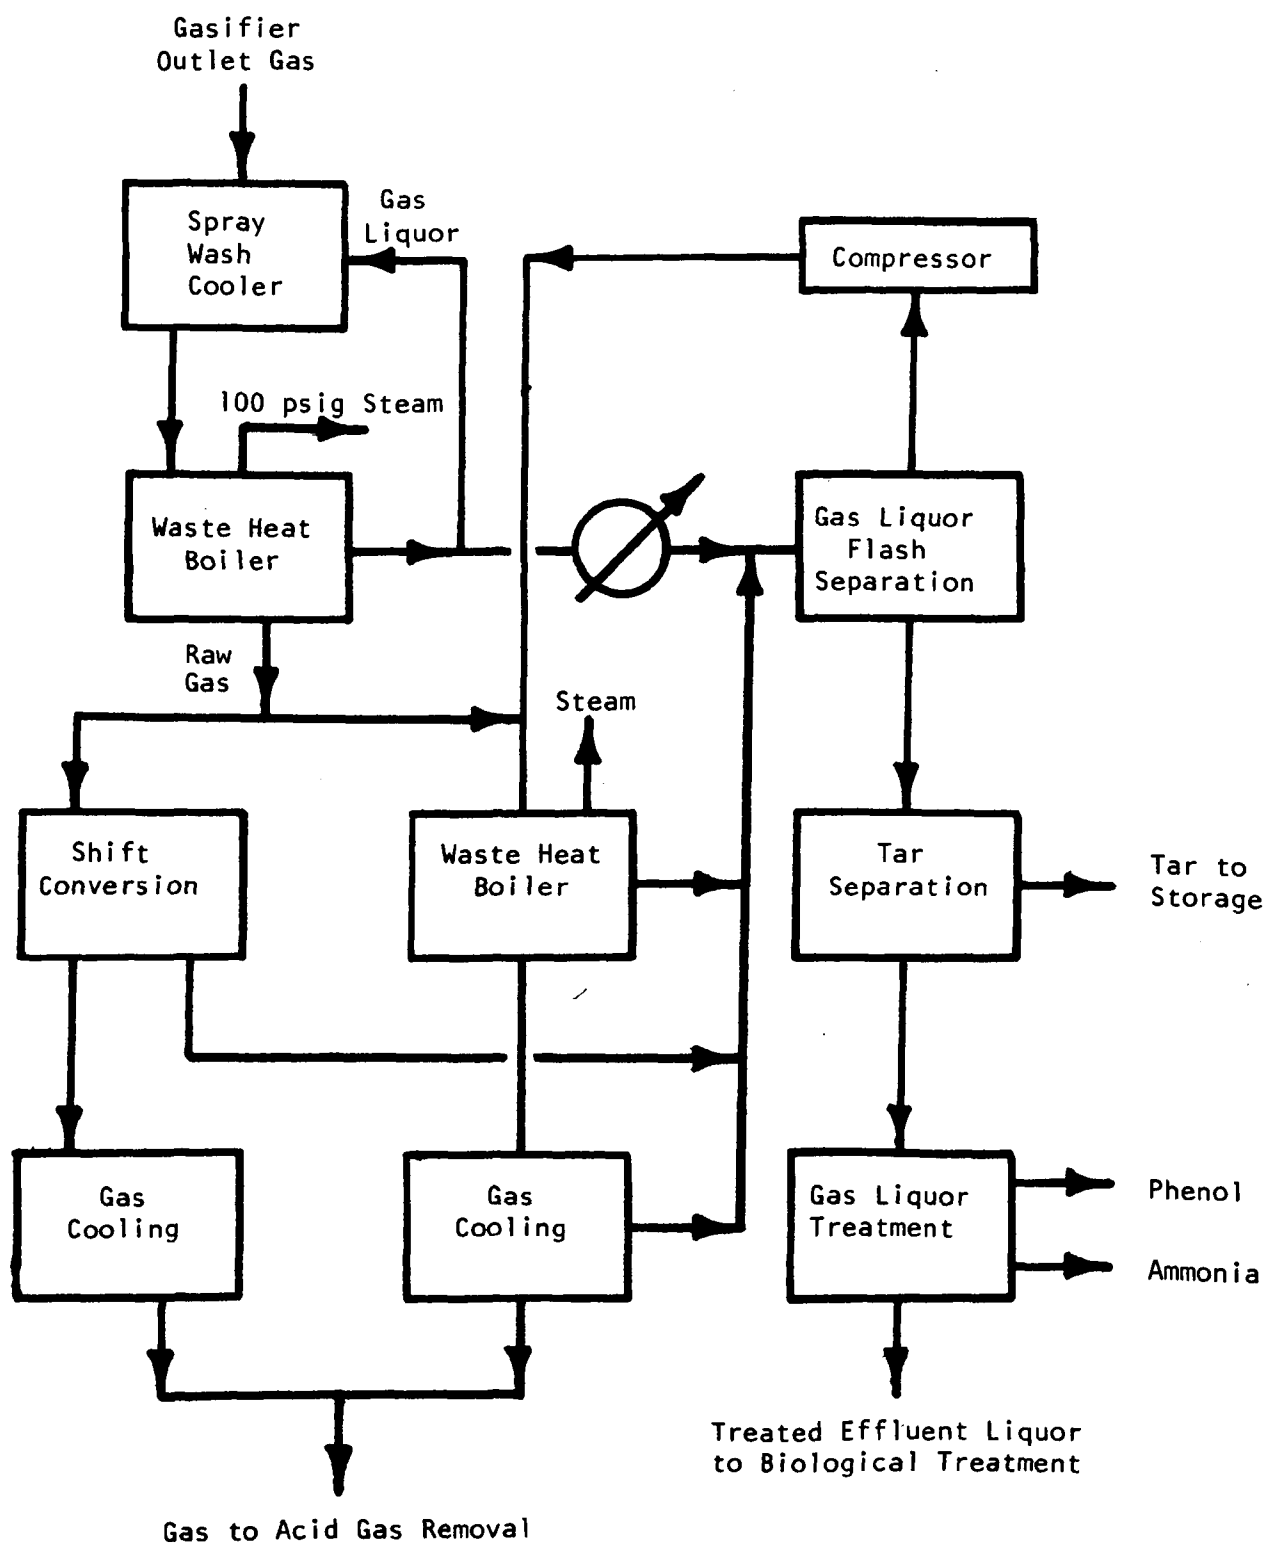 Gasifier
Outlet Gas
Spray
Wash
Cooler
Gas
Liquor
Compressor
100 psig Steam
Waste Heat
Boiler
Gas Liquor
Flash
Separation
Raw
Gas
Steam
Shift
Conversion
Waste Heat
Boiler
Tar
Separation
Tar to
Storage
Gas
Cooling
Gas
Cooling
Gas Liquor
Treatment
Phenol
Ammonia
Treated Effluent Liquor
to Biological Treatment
Gas to Acid Gas Removal